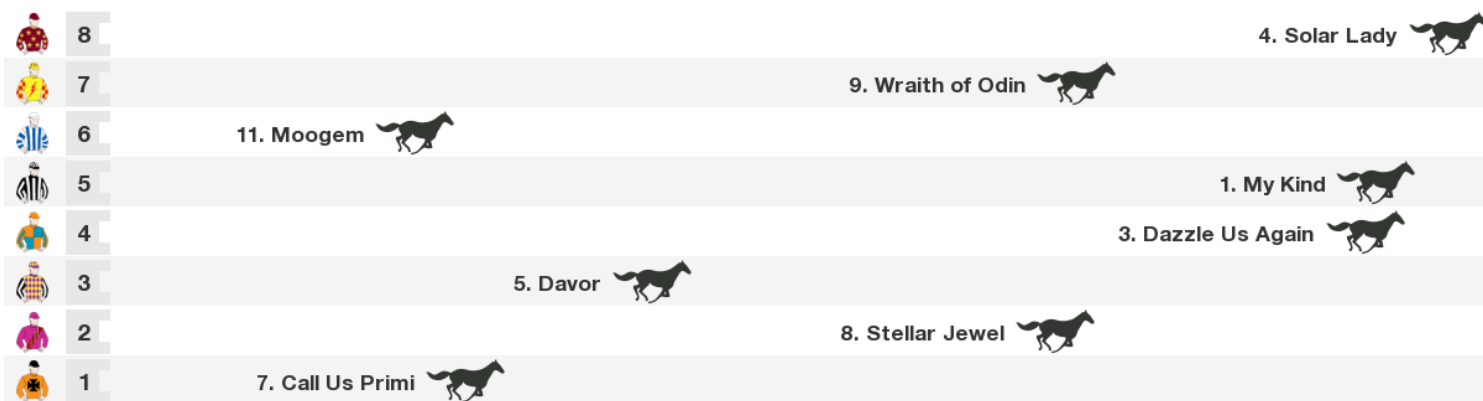 8 4. Solar Lady
7 9. Wraith of Odin
6 11. Moogem
5 1. My Kind
4 3. Dazzle Us Again
3 5. Davor
2 8. Stellar Jewel
1 7. Call Us Primi